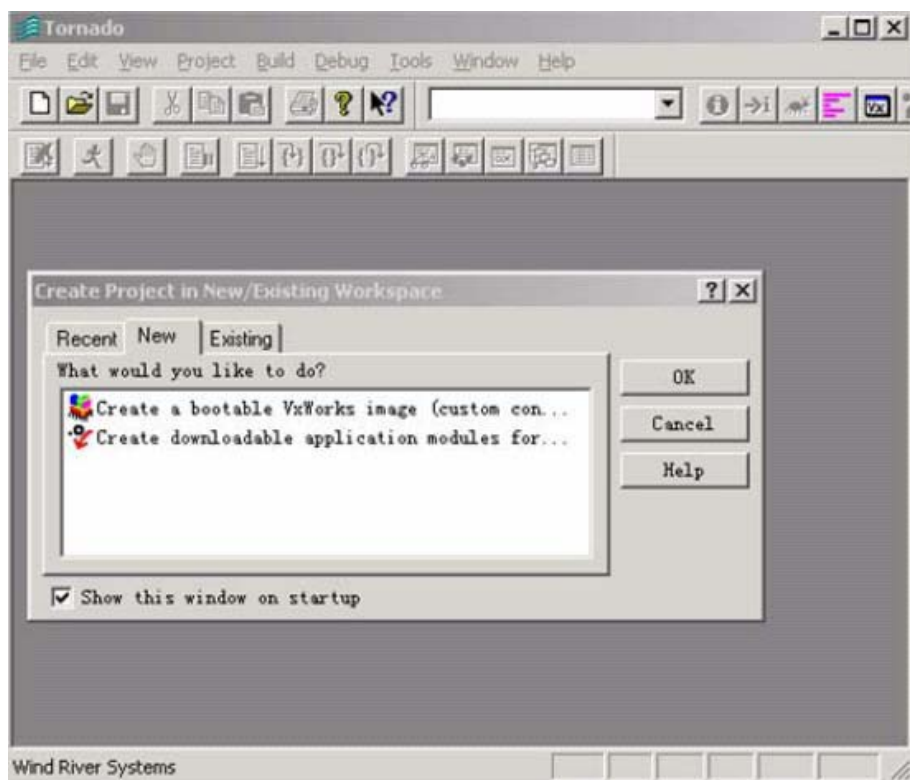 Tornado
File Edit View Project Build Debug Tools Window Help
Create Project in New/Existing Workspace
Recent New Existing
What would you like to do?
Create a bootable VxWorks image (custom con...
Create downloadable application modules for...
OK
Cancel
Help
Show this window on startup
Wind River Systems